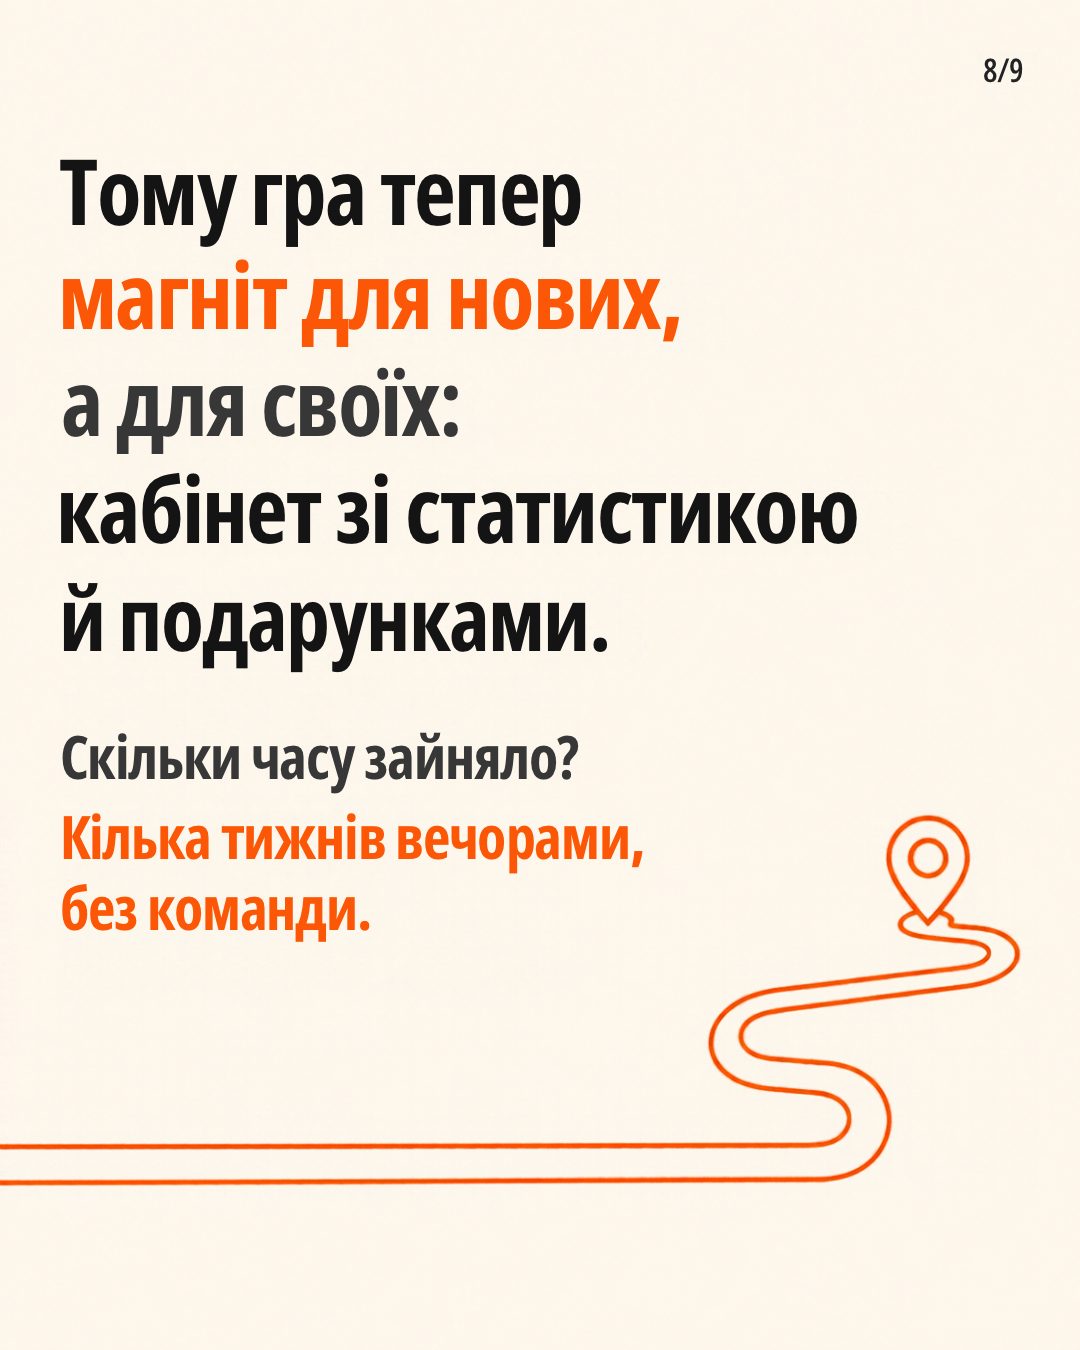 8/9
Тому гра тепер
магніт для нових,
а для своїх:
кабінет зі статистикою
й подарунками.
Скільки часу зайняло?
Кілька тижнів вечорами,
без команди.